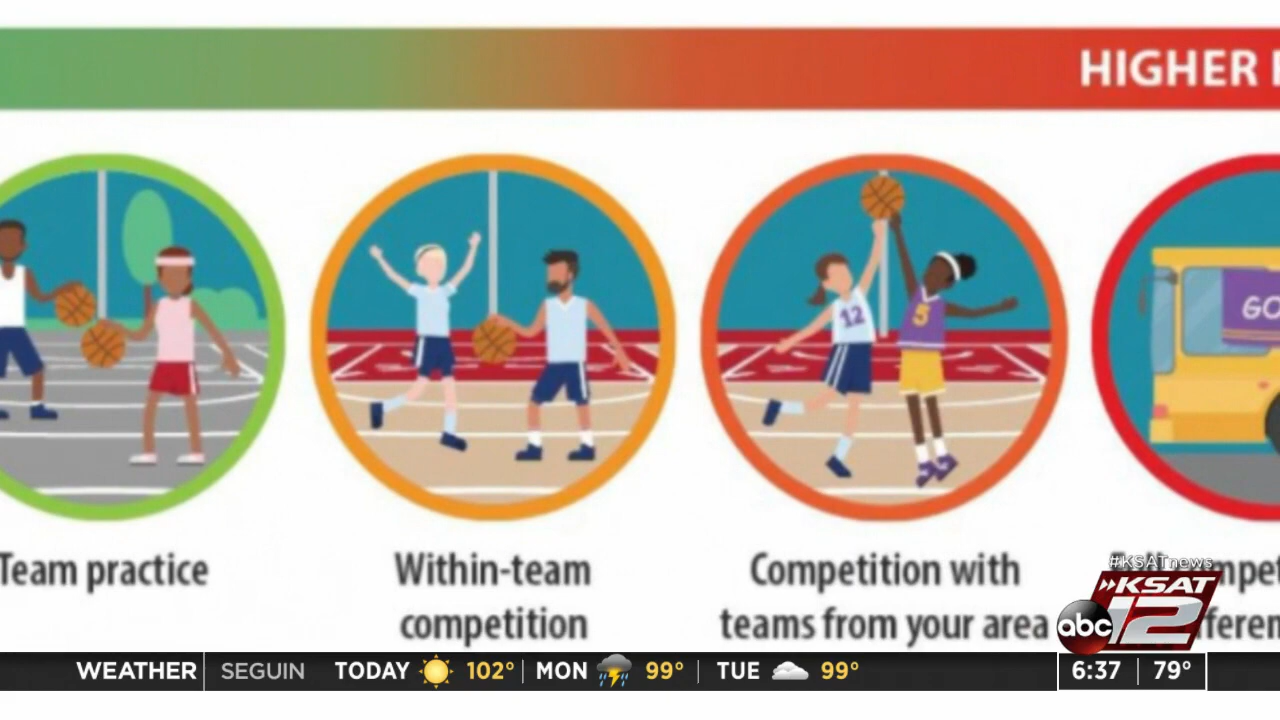 HIGHER
GO
12
5
Team practice
Within-team
competition
Competition with
teams from your area
#KSATnews
KSAT
abc
12
WEATHER SEGUIN TODAY 102° MON 99° TUE 99° 6:37 79°